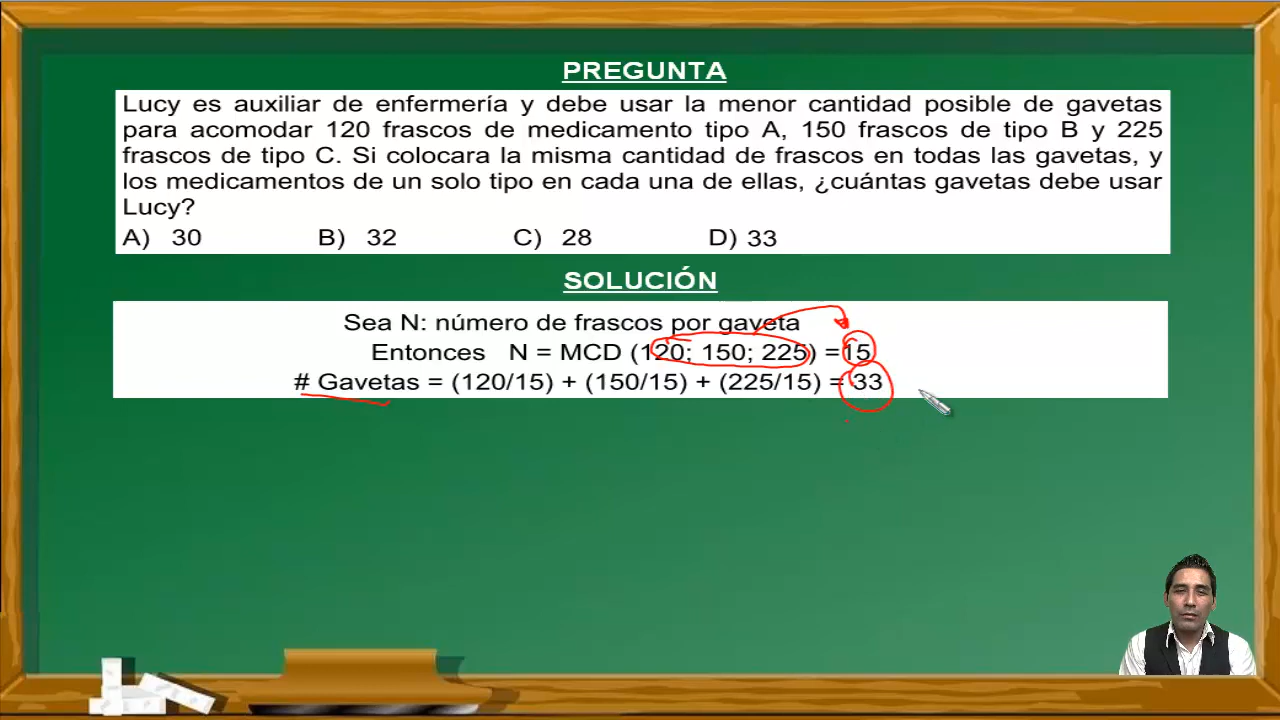 PREGUNTA
Lucy es auxiliar de enfermería y debe usar la menor cantidad posible de gavetas
para acomodar 120 frascos de medicamento tipo A, 150 frascos de tipo B y 225
frascos de tipo C. Si colocara la misma cantidad de frascos en todas las gavetas, y
los medicamentos de un solo tipo en cada una de ellas, ¿cuántas gavetas debe usar
Lucy?
A) 30 B) 32 C) 28 D) 33
SOLUCIÓN
Sea N: número de frascos por gaveta
Entonces N = MCD (120; 150; 225) =15
# Gavetas = (120/15) + (150/15) + (225/15) = 33